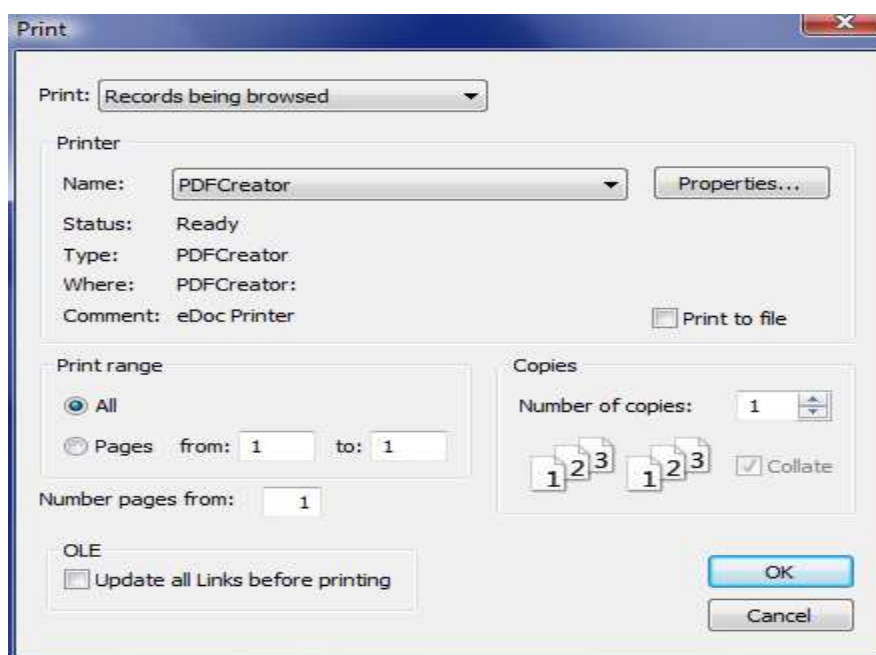 Print
Print: Records being browsed
Printer
Name: PDFCreator Properties...
Status: Ready
Type: PDFCreator
Where: PDFCreator:
Comment: eDoc Printer
Print to file
Print range
All
Pages from: 1 to: 1
Number pages from: 1
Copies
Number of copies: 1
1 2 3 1 2 3 Collate
OLE
Update all Links before printing
OK
Cancel